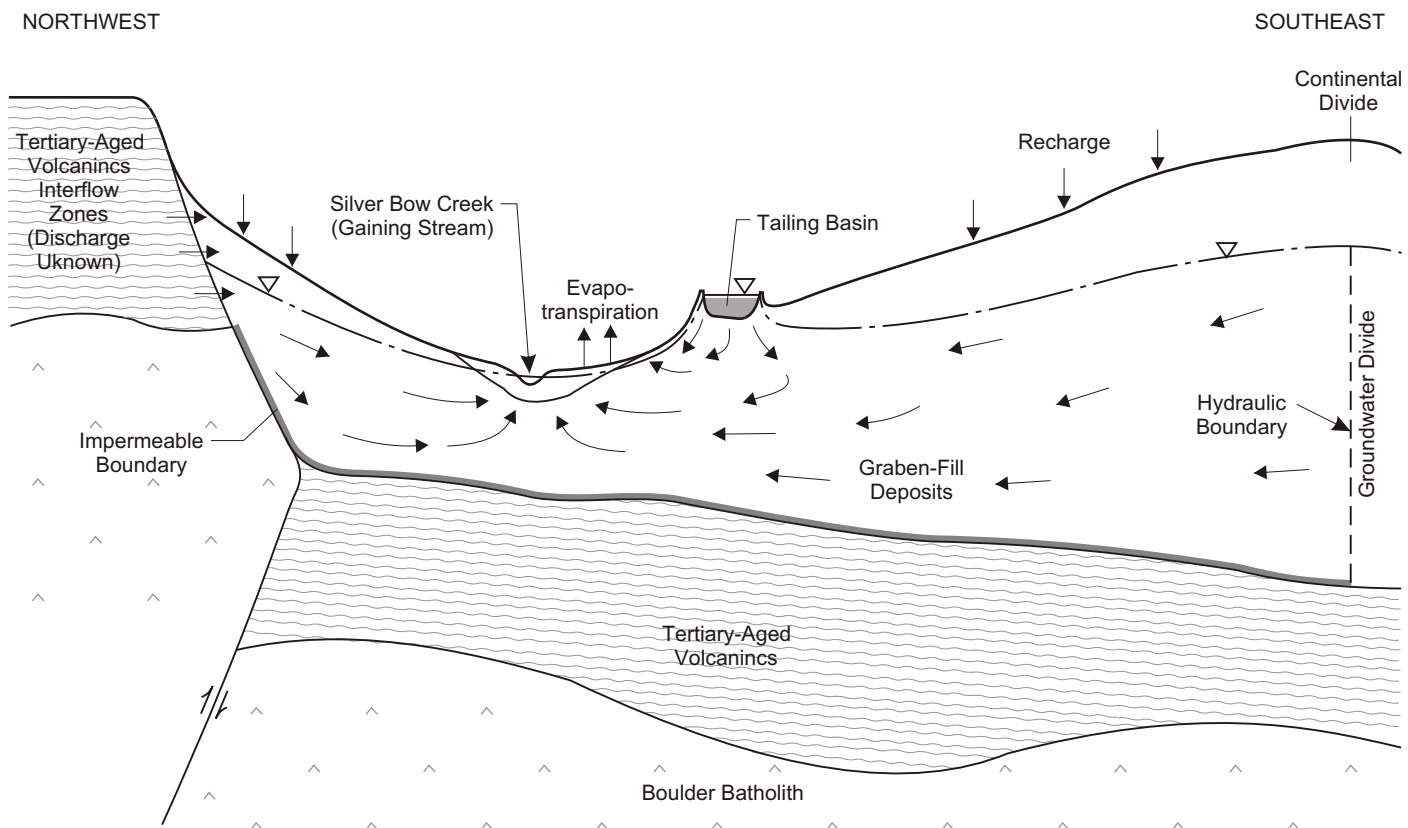 NORTHWEST
SOUTHEAST
Continental
Divide
Tertiary-Aged
Volcanincs
Interflow
Zones
(Discharge
Uknown)
Recharge
Silver Bow Creek
(Gaining Stream)
Tailing Basin
Evapo-
transpiration
Hydraulic
Boundary
Groundwater Divide
Impermeable
Boundary
Graben-Fill
Deposits
Tertiary-Aged
Volcanincs
Boulder Batholith